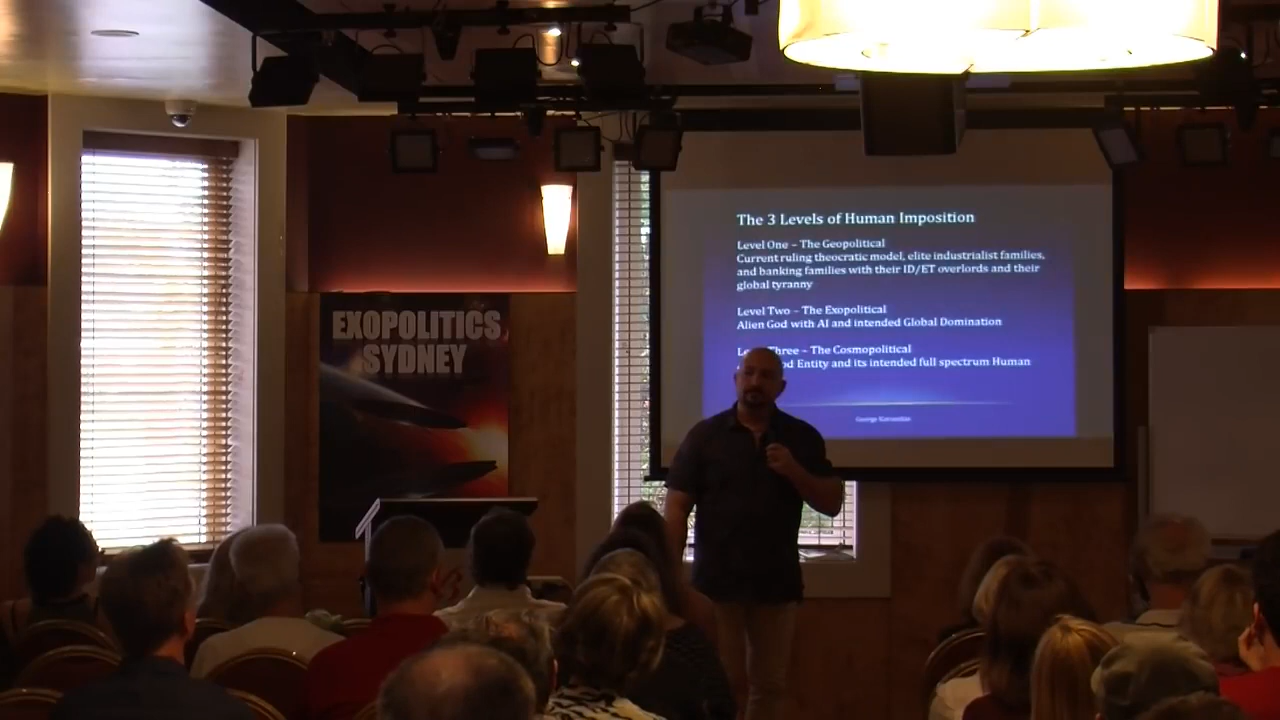 EXOPOLITICS
SYDNEY
The 3 Levels of Human Imposition
Level One – The Geopolitical
Current ruling theocratic model, elite industrialist families,
and banking families with their ID/ET overlords and their
global tyranny
Level Two – The Exopolitical
Alien God with AI and intended Global Domination
Three – The Cosmopolitical
Entity and its intended full spectrum Human
George